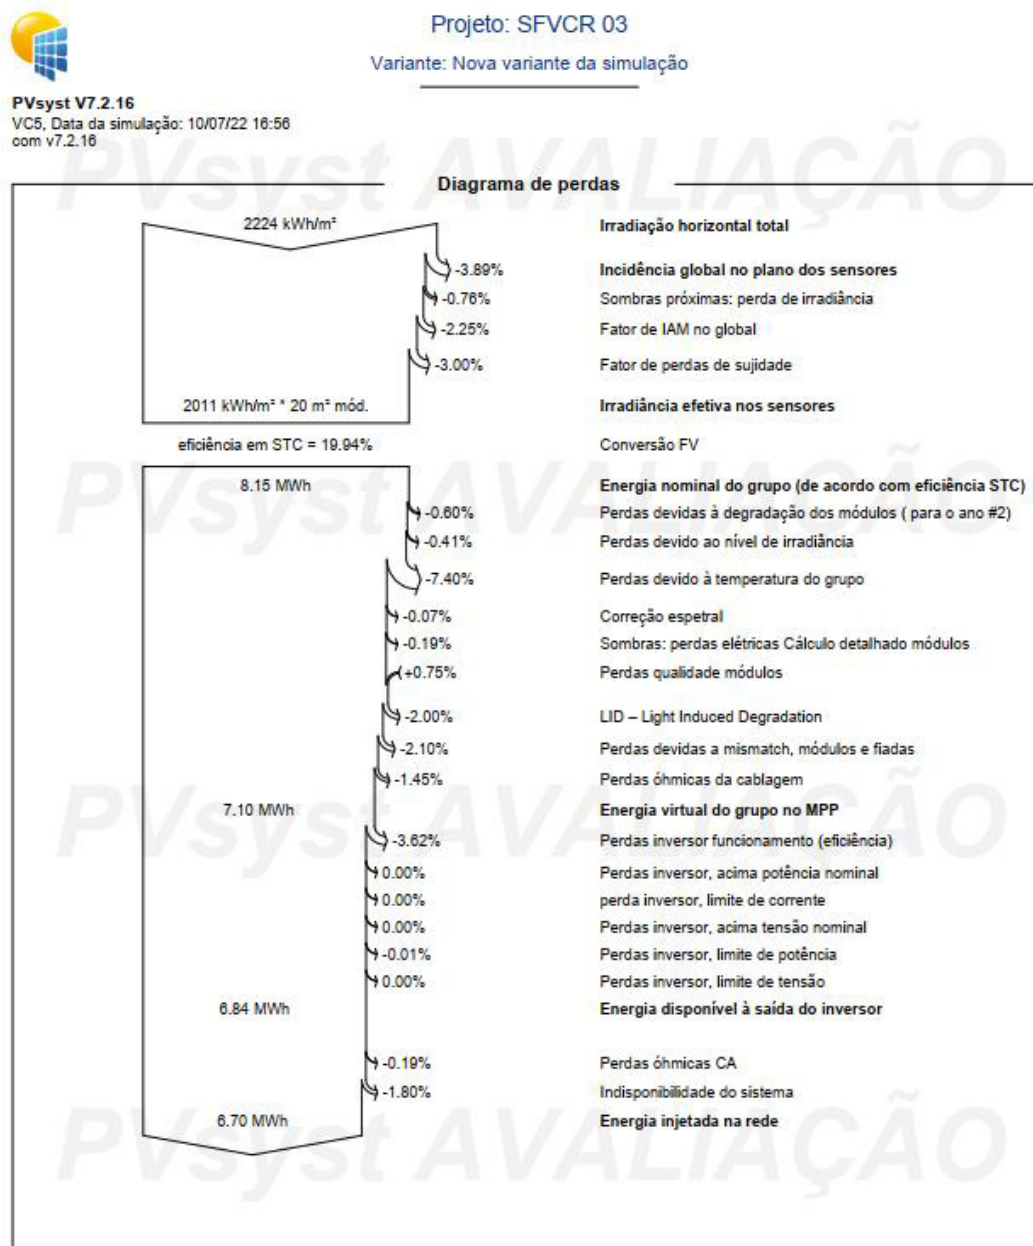 Projeto: SFVCR 03
Variante: Nova variante da simulação
PVsyst V7.2.16
VC5, Data da simulação: 10/07/22 16:56
com v7.2.16
PVsyst AVALIAÇÃO
Diagrama de perdas
2224 kWh/m² Irradiação horizontal total
-3.89% Incidência global no plano dos sensores
-0.76% Sombras próximas: perda de irradiância
-2.25% Fator de IAM no global
-3.00% Fator de perdas de sujidade
2011 kWh/m² * 20 m² mód. Irradiância efetiva nos sensores
eficiência em STC = 19.94% Conversão FV
PVsyst AVALIAÇÃO
8.15 MWh Energia nominal do grupo (de acordo com eficiência STC)
-0.60% Perdas devidas à degradação dos módulos ( para o ano #2)
-0.41% Perdas devido ao nível de irradiância
-7.40% Perdas devido à temperatura do grupo
-0.07% Correção espetral
-0.19% Sombras: perdas elétricas Cálculo detalhado módulos
+0.75% Perdas qualidade módulos
-2.00% LID – Light Induced Degradation
-2.10% Perdas devidas a mismatch, módulos e fiadas
-1.45% Perdas óhmicas da cablagem
PVsyst AVALIAÇÃO
7.10 MWh Energia virtual do grupo no MPP
-3.62% Perdas inversor funcionamento (eficiência)
0.00% Perdas inversor, acima potência nominal
0.00% perda inversor, limite de corrente
0.00% Perdas inversor, acima tensão nominal
-0.01% Perdas inversor, limite de potência
0.00% Perdas inversor, limite de tensão
6.84 MWh Energia disponível à saída do inversor
-0.19% Perdas óhmicas CA
-1.80% Indisponibilidade do sistema
6.70 MWh Energia injetada na rede
PVsyst AVALIAÇÃO